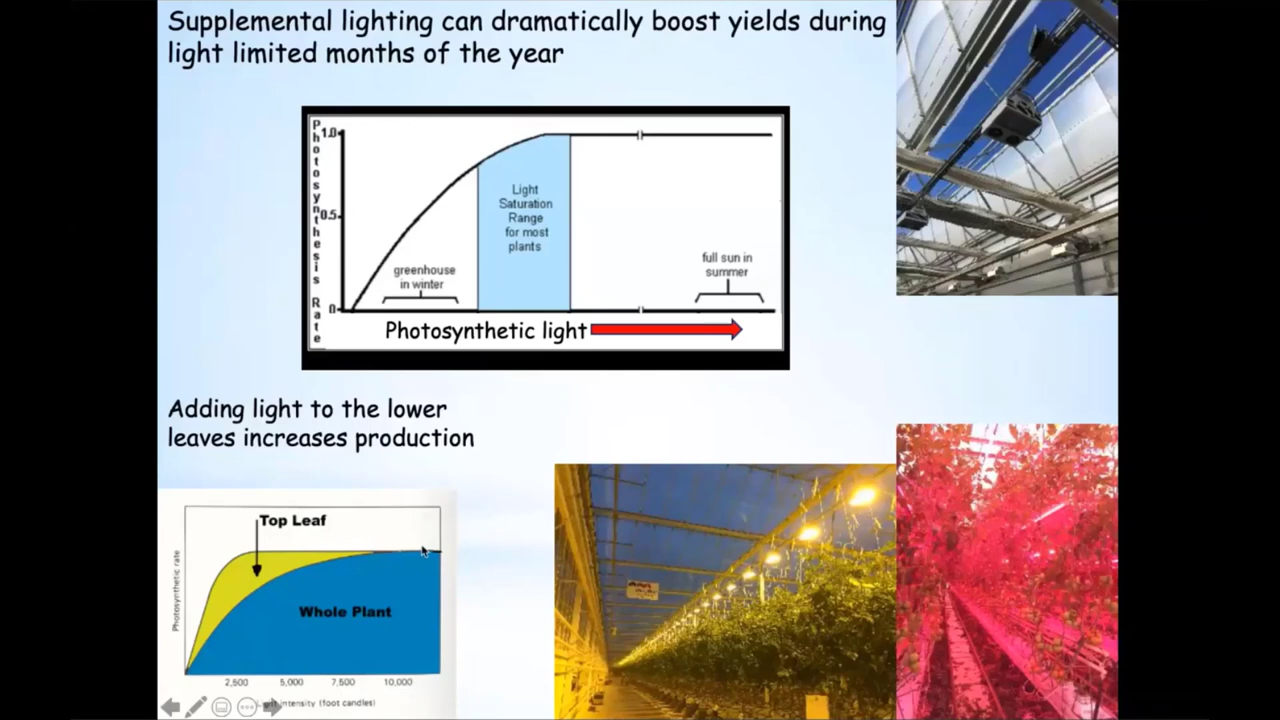 Supplemental lighting can dramatically boost yields during
light limited months of the year
Photosynthesis Rate
1.0
0.5
0
Light
Saturation
Range
for most
plants
greenhouse
in winter
full sun in
summer
Photosynthetic light
Adding light to the lower
leaves increases production
Top Leaf
Whole Plant
Photosynthetic rate
2,500 5,000 7,500 10,000
intensity (foot candles)